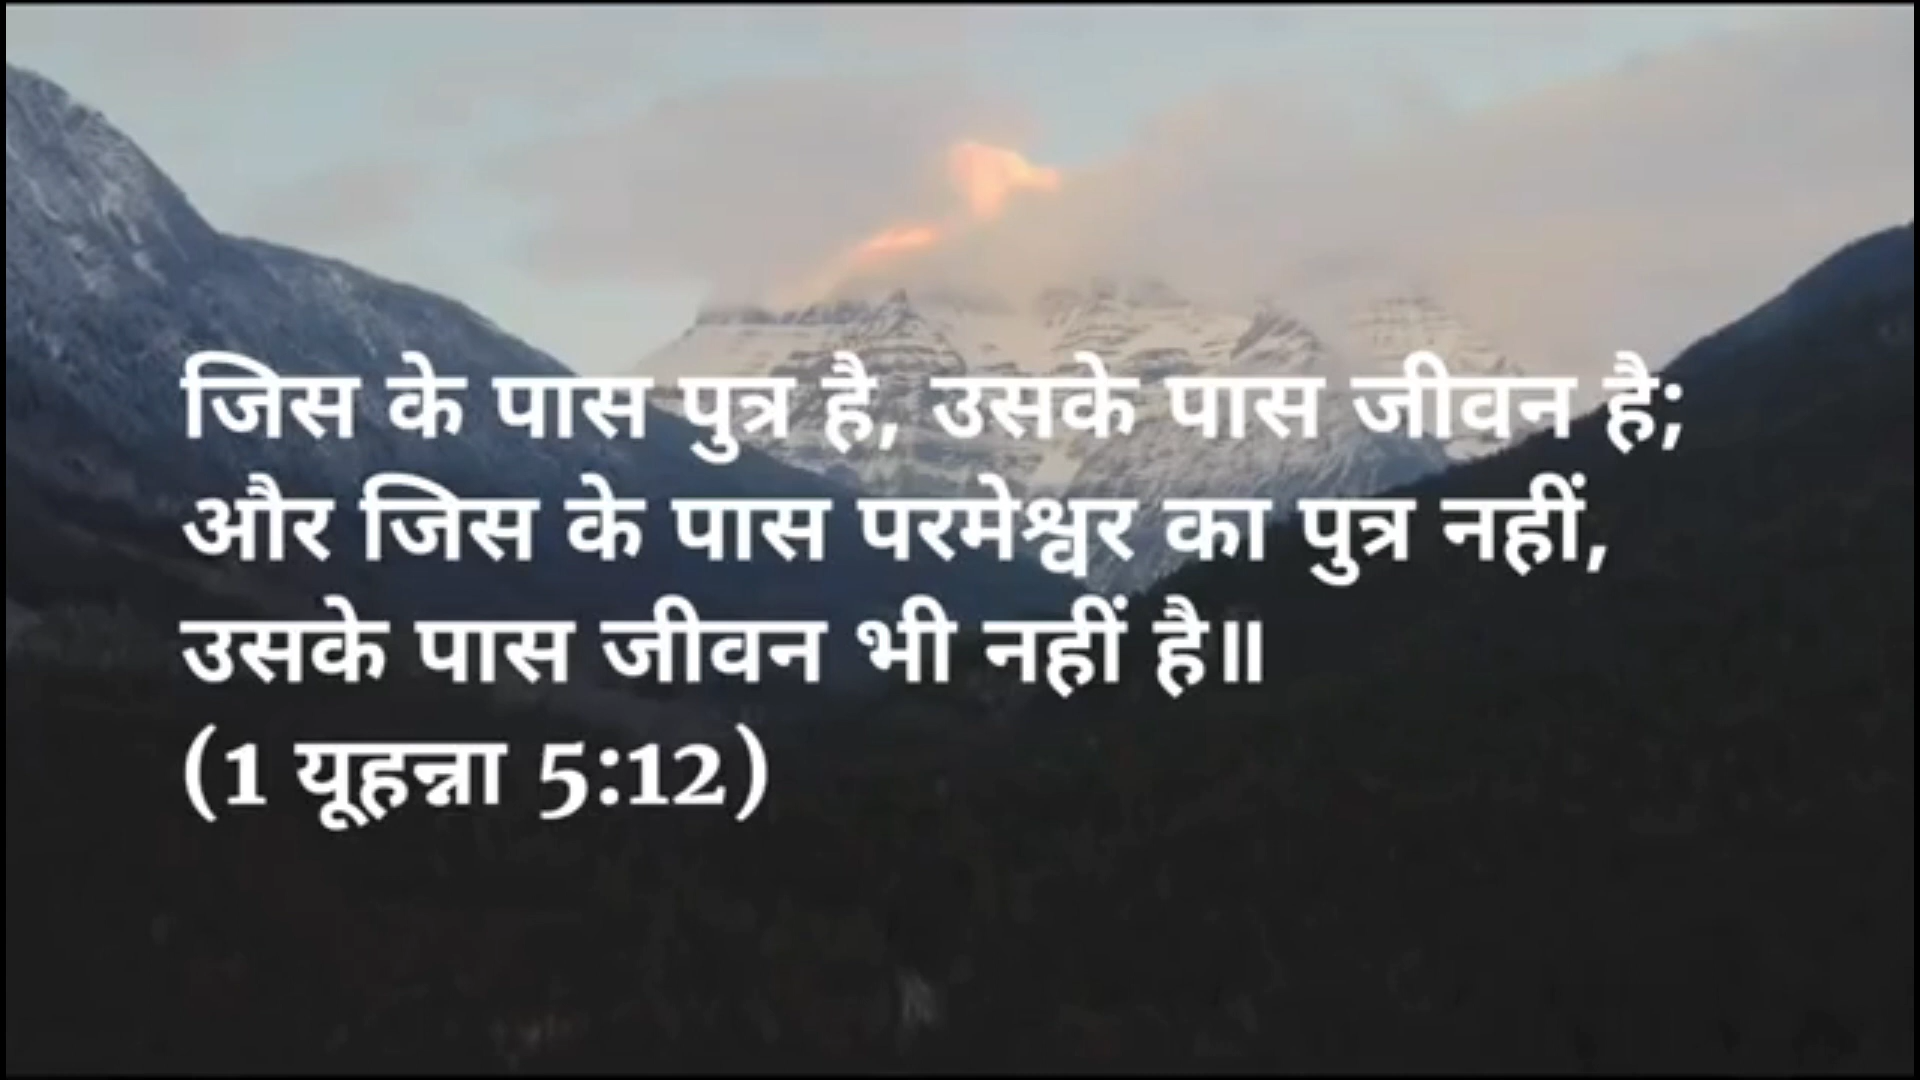 जिस के पास पुत्र है, उसके पास जीवन है;
और जिस के पास परमेश्वर का पुत्र नहीं,
उसके पास जीवन भी नहीं है॥
(1 यूहन्ना 5:12)